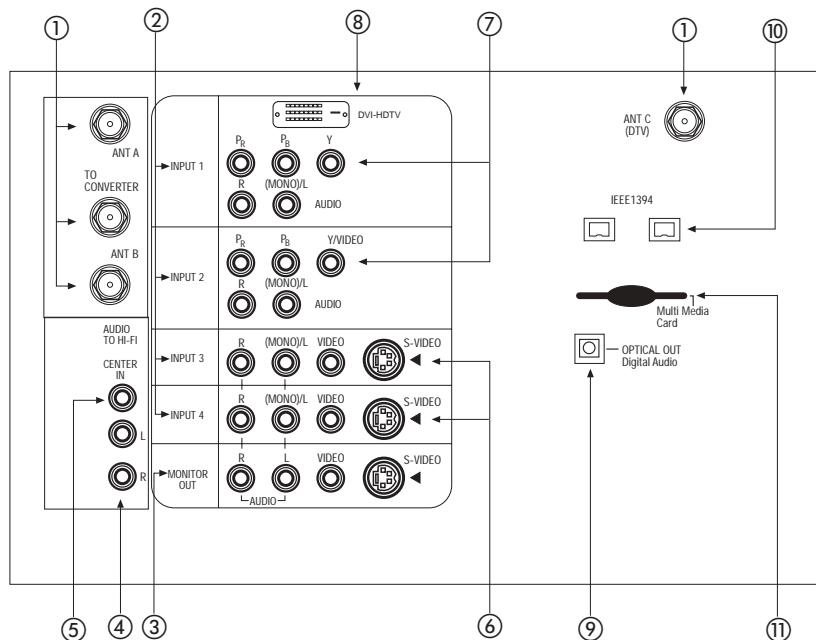 ① ② ⑧ ⑦ ① ⑩
ANT A
TO
CONVERTER
ANT B
AUDIO
TO HI-FI
CENTER
IN
L
R
DVI-HDTV
INPUT 1
PR PB Y
R (MONO)/L AUDIO
INPUT 2
PR PB Y/VIDEO
R (MONO)/L AUDIO
INPUT 3
R (MONO)/L VIDEO S-VIDEO
INPUT 4
R (MONO)/L VIDEO S-VIDEO
MONITOR
OUT
R L VIDEO S-VIDEO
AUDIO
ANT C
(DTV)
IEEE1394
Multi Media
Card
OPTICAL OUT
Digital Audio
⑤ ④ ③ ⑥ ⑨ ⑪